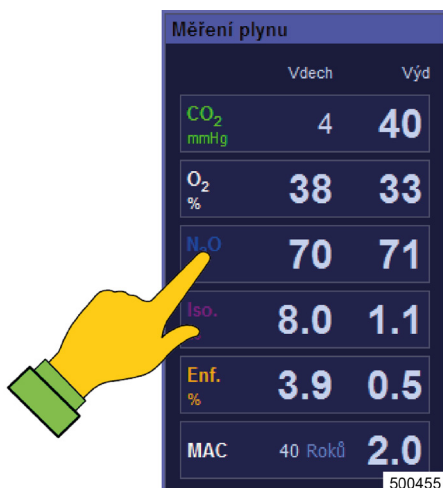 Měření plynu
Vdech Výd
CO2 4 40
mmHg
O2 38 33
%
N2O 70 71
Iso. 8.0 1.1
Enf. 3.9 0.5
%
MAC 40 Roků 2.0
500455